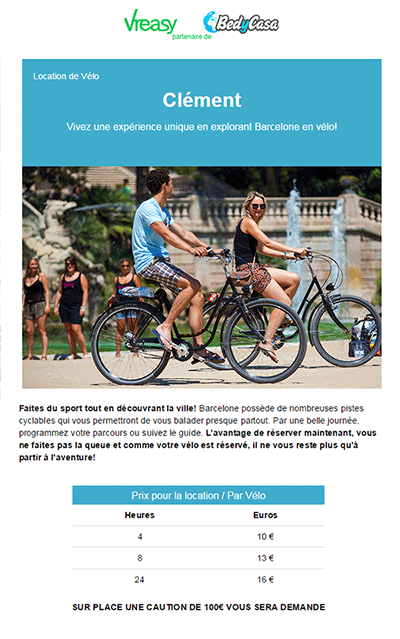 Vreasy
partenaire de
BedyCasa
Location de Vélo
Clément
Vivez une expérience unique en explorant Barcelone en vélo!
Faites du sport tout en découvrant la ville! Barcelone possède de nombreuses pistes
cyclables qui vous permettront de vous balader presque partout. Par une belle journée,
programmez votre parcours ou suivez le guide. L'avantage de réserver maintenant, vous
ne faites pas la queue et comme votre vélo est réservé, il ne vous reste plus qu'à
partir à l'aventure!
Prix pour la location / Par Vélo
Heures Euros
4 10 €
8 13 €
24 16 €
SUR PLACE UNE CAUTION DE 100€ VOUS SERA DEMANDE